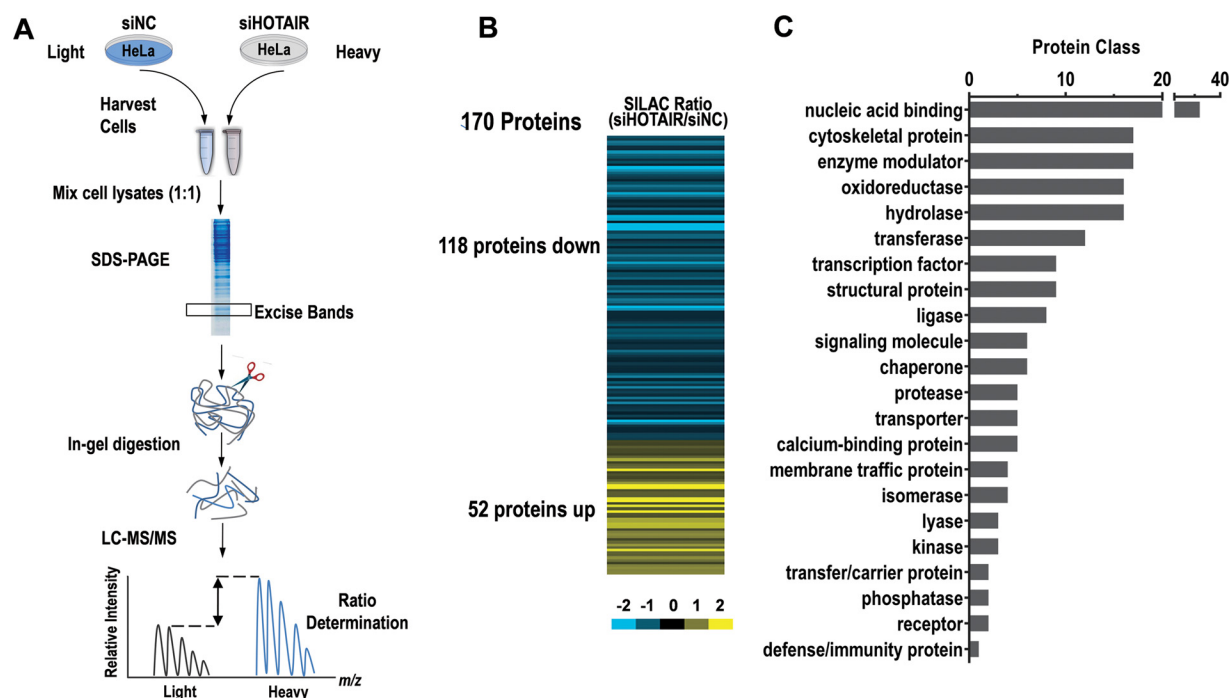 A
siNC
siHOTAIR
Light
HeLa
HeLa
Heavy
Harvest
Cells
Mix cell lysates (1:1)
SDS-PAGE
Excise Bands
In-gel digestion
LC-MS/MS
Relative Intensity
Ratio
Determination
m/z
Light
Heavy
B
170 Proteins
SILAC Ratio
(siHOTAIR/siNC)
118 proteins down
52 proteins up
-2 -1 0 1 2
C
Protein Class
0 10 20 40
nucleic acid binding
cytoskeletal protein
enzyme modulator
oxidoreductase
hydrolase
transferase
transcription factor
structural protein
ligase
signaling molecule
chaperone
protease
transporter
calcium-binding protein
membrane traffic protein
isomerase
lyase
kinase
transfer/carrier protein
phosphatase
receptor
defense/immunity protein